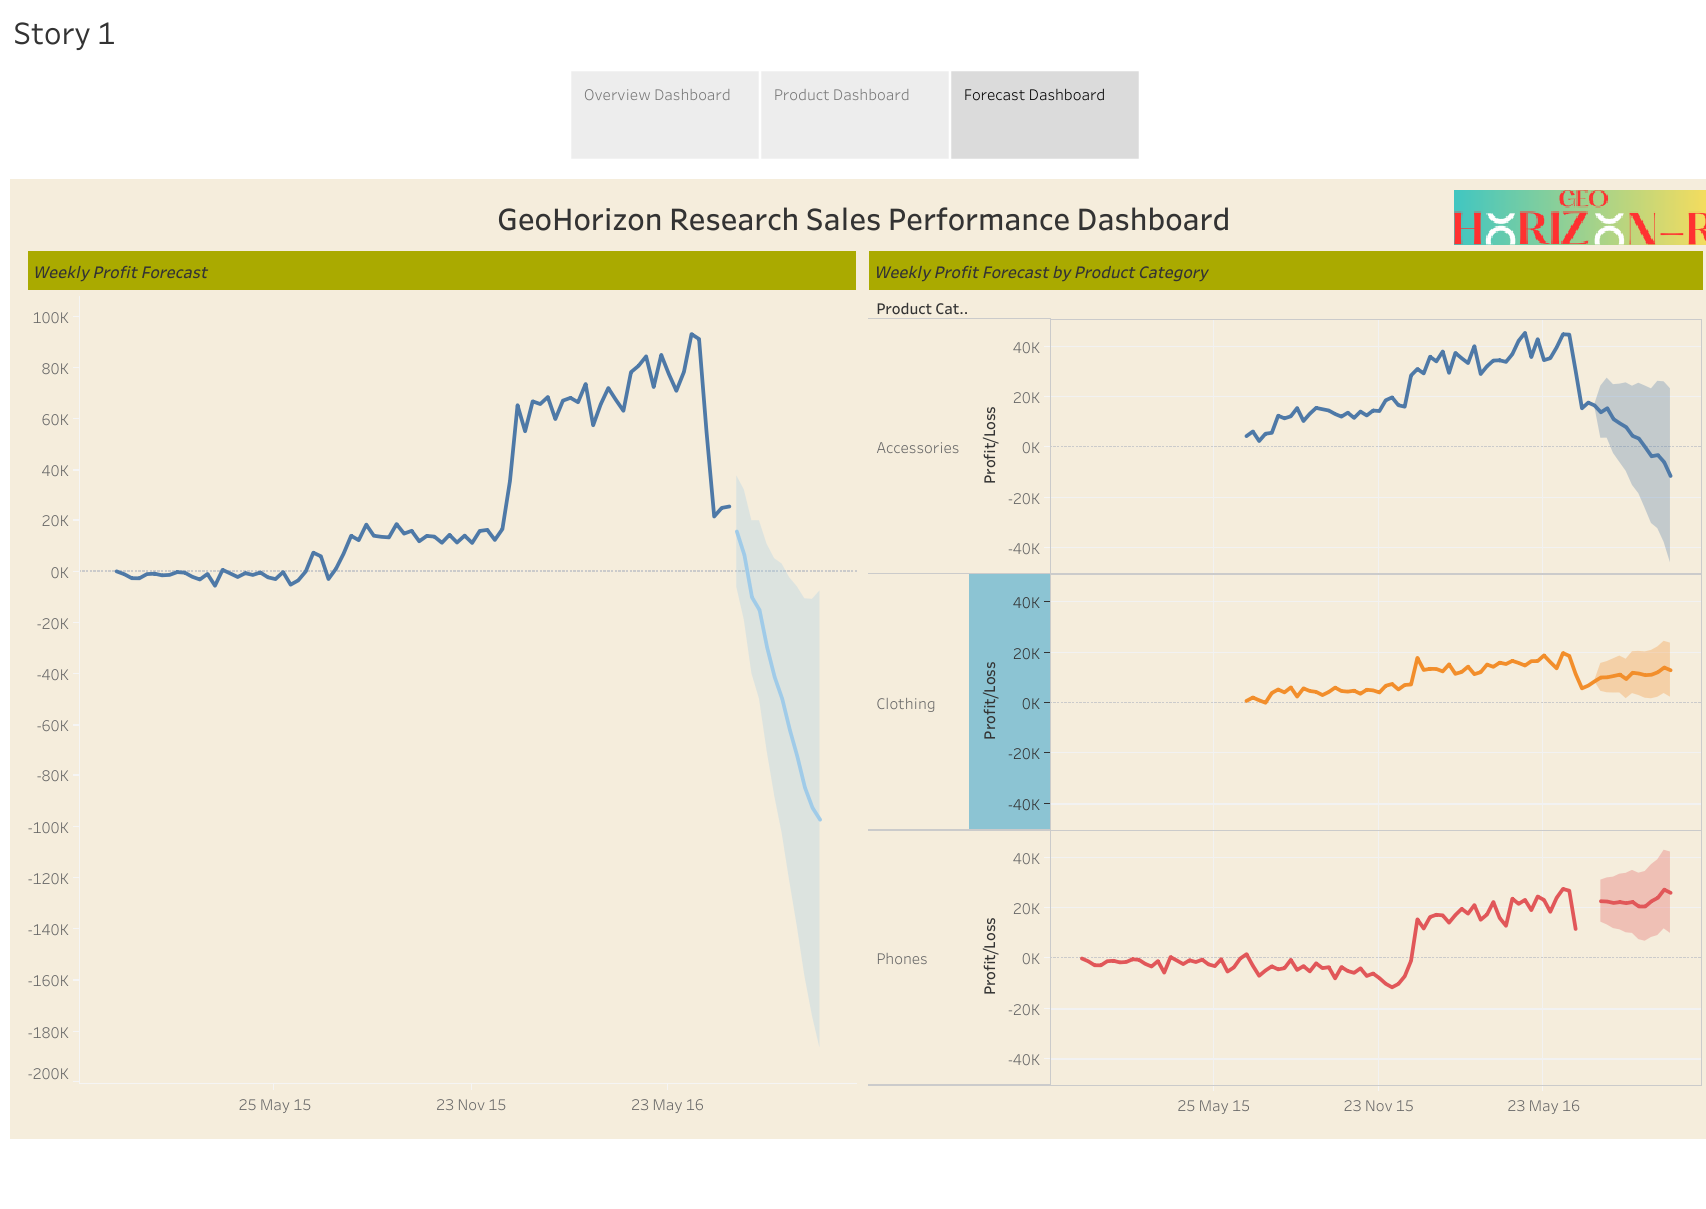 Story 1
Overview Dashboard
Product Dashboard
Forecast Dashboard
GeoHorizon Research Sales Performance Dashboard
GEO
HORIZON-R
Weekly Profit Forecast
100K
80K
60K
40K
20K
0K
-20K
-40K
-60K
-80K
-100K
-120K
-140K
-160K
-180K
-200K
25 May 15
23 Nov 15
23 May 16
Weekly Profit Forecast by Product Category
Product Cat..
Accessories
Profit/Loss
40K
20K
0K
-20K
-40K
Clothing
Profit/Loss
40K
20K
0K
-20K
-40K
Phones
Profit/Loss
40K
20K
0K
-20K
-40K
25 May 15
23 Nov 15
23 May 16